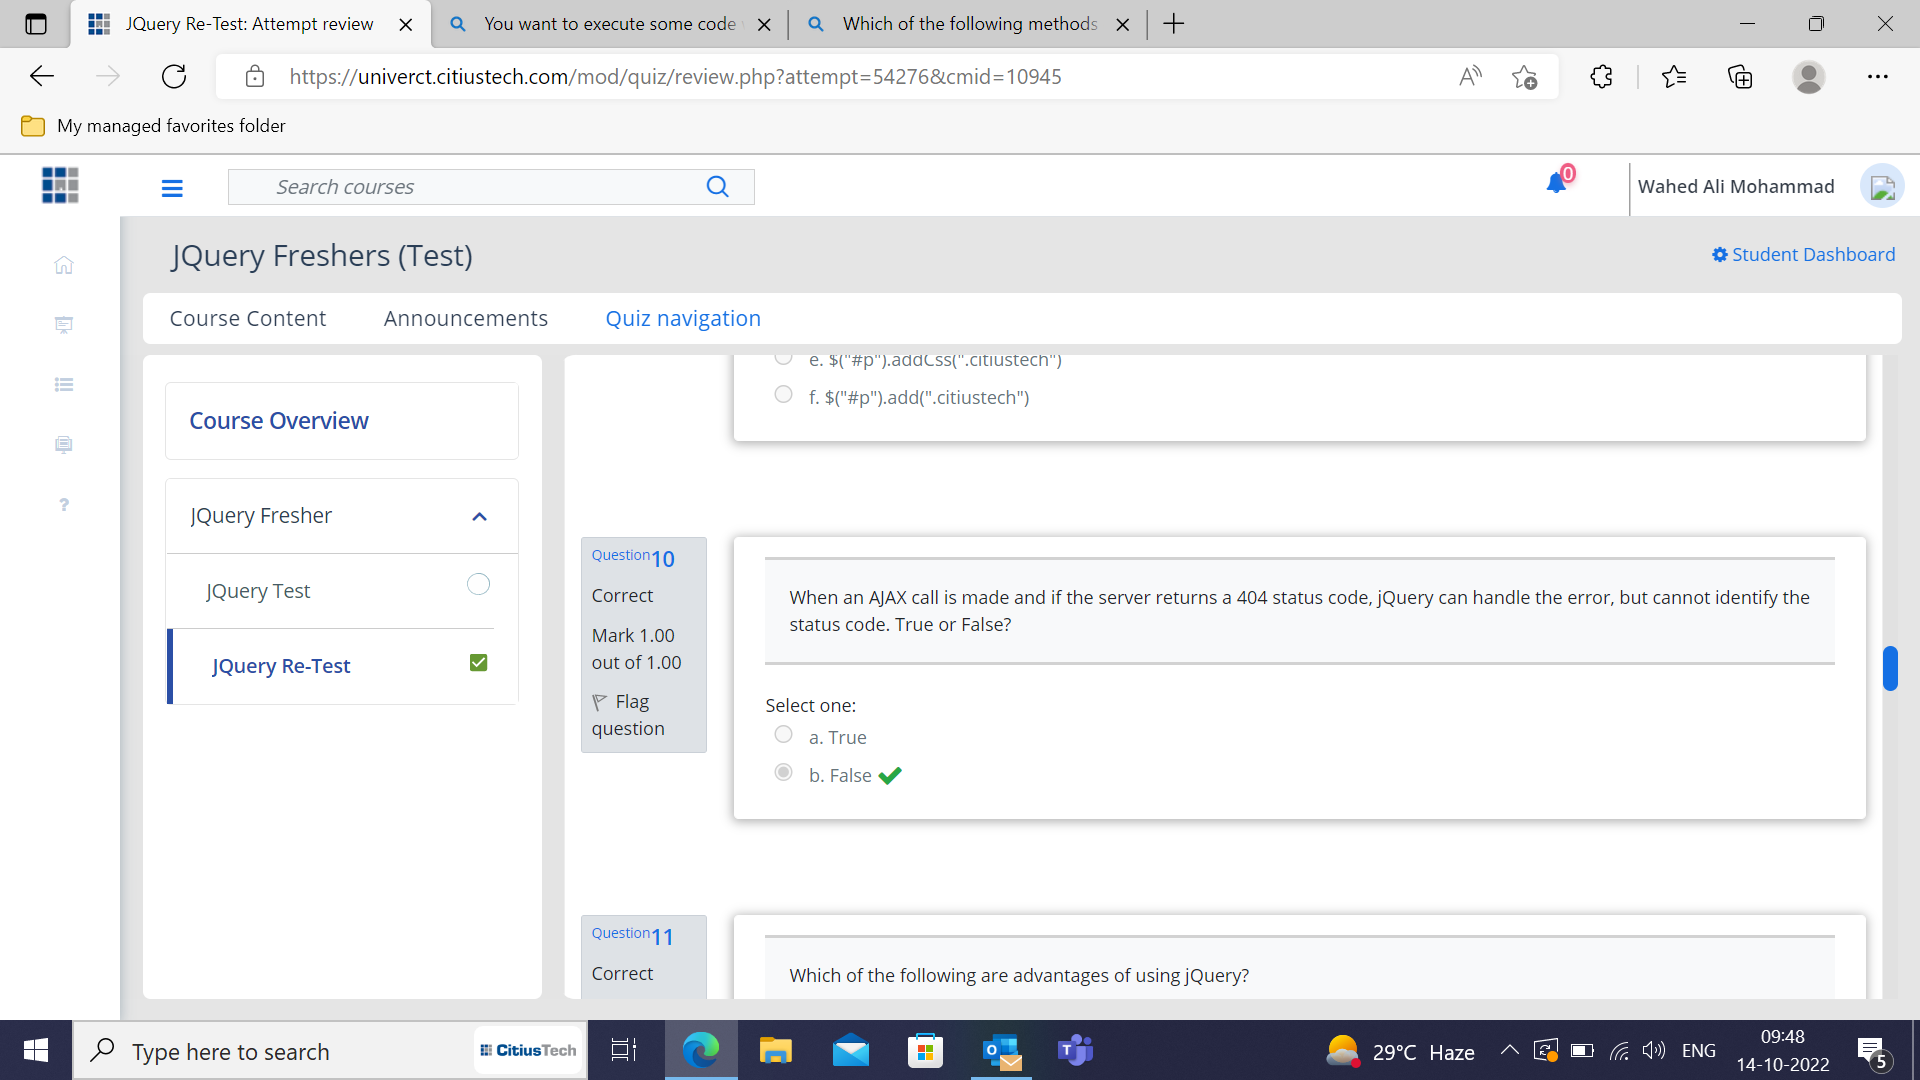 JQuery Re-Test: Attempt review
You want to execute some code
Which of the following methods
https://univerct.citiustech.com/mod/quiz/review.php?attempt=54276&cmid=10945
My managed favorites folder
Search courses
0
Wahed Ali Mohammad
JQuery Freshers (Test)
Student Dashboard
Course Content
Announcements
Quiz navigation
Course Overview
JQuery Fresher
JQuery Test
JQuery Re-Test
e. $("#p").addCss(".citiustech")
f. $("#p").add(".citiustech")
Question 10
Correct
Mark 1.00
out of 1.00
Flag
question
When an AJAX call is made and if the server returns a 404 status code, jQuery can handle the error, but cannot identify the
status code. True or False?
Select one:
a. True
b. False
Question 11
Correct
Which of the following are advantages of using jQuery?
Type here to search
CitiusTech
29°C Haze
ENG
09:48
14-10-2022
5